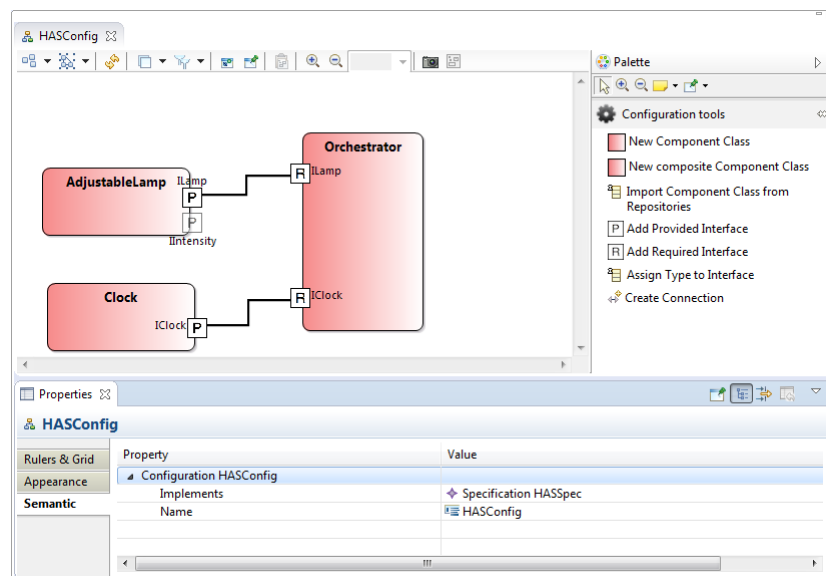 HASConfig
Palette
Configuration tools
New Component Class
New composite Component Class
Import Component Class from
Repositories
P Add Provided Interface
R Add Required Interface
Assign Type to Interface
Create Connection
Orchestrator
AdjustableLamp
ILamp
P
R
ILamp
P
IIntensity
Clock
IClock
P
R
IClock
Properties
HASConfig
Rulers & Grid
Appearance
Semantic
Property Value
Configuration HASConfig
Implements Specification HASSpec
Name HASConfig